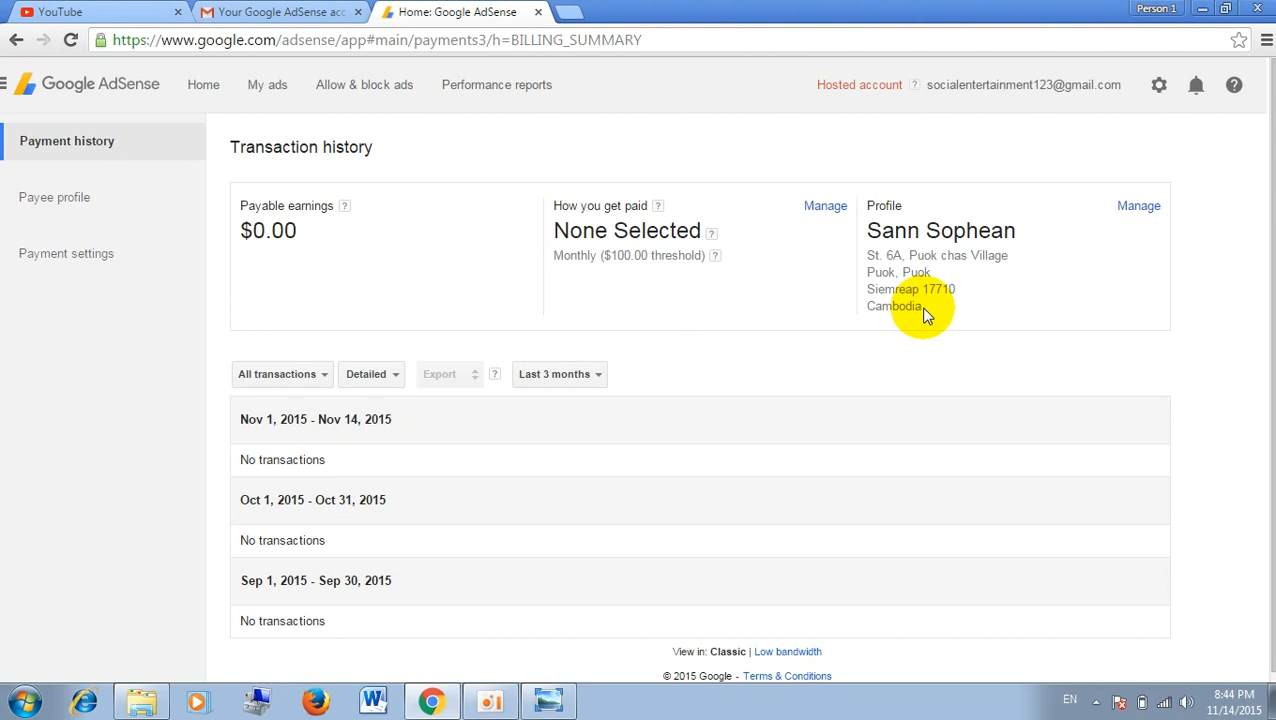 YouTube
Your Google AdSense acc
Home: Google AdSense
Person 1
https://www.google.com/adsense/app#main/payments3/h=BILLING_SUMMARY
Google AdSense
Home
My ads
Allow & block ads
Performance reports
Hosted account ?
socialentertainment123@gmail.com
?
Payment history
Payee profile
Payment settings
Transaction history
Payable earnings ?
$0.00
How you get paid ?
Manage
None Selected ?
Monthly ($100.00 threshold) ?
Profile
Manage
Sann Sophean
St. 6A, Puok chas Village
Puok, Puok
Siemreap 17710
Cambodia
All transactions
Detailed
Export
?
Last 3 months
Nov 1, 2015 - Nov 14, 2015
No transactions
Oct 1, 2015 - Oct 31, 2015
No transactions
Sep 1, 2015 - Sep 30, 2015
No transactions
View in: Classic | Low bandwidth
© 2015 Google - Terms & Conditions
EN
8:44 PM
11/14/2015